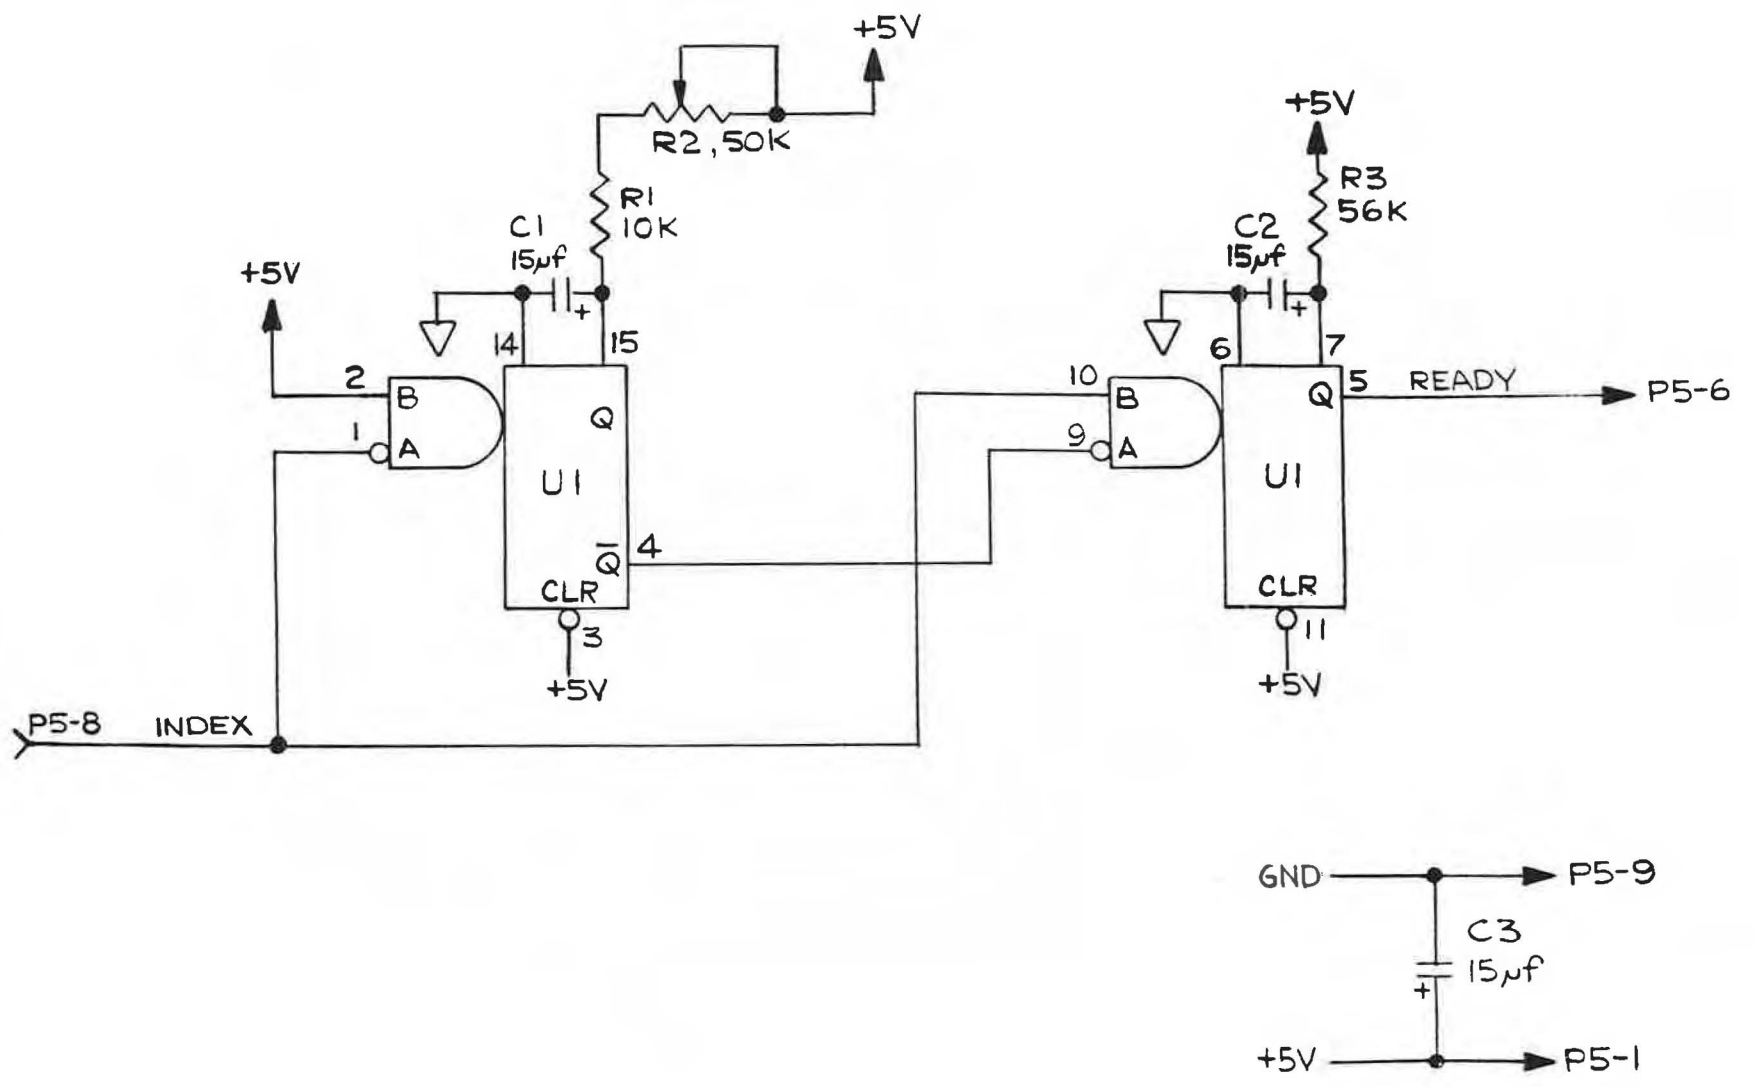 +5V
R2, 50K
+5V
R3
56K
R1
10K
C1
15µf
C2
15µf
+5V
+
+
14
15
6
7
2
B
1
A
Q
U1
Q̅
4
CLR
3
+5V
10
B
9
A
Q
5
READY
P5-6
U1
CLR
11
+5V
P5-8
INDEX
GND
P5-9
C3
15µf
+
+5V
P5-1